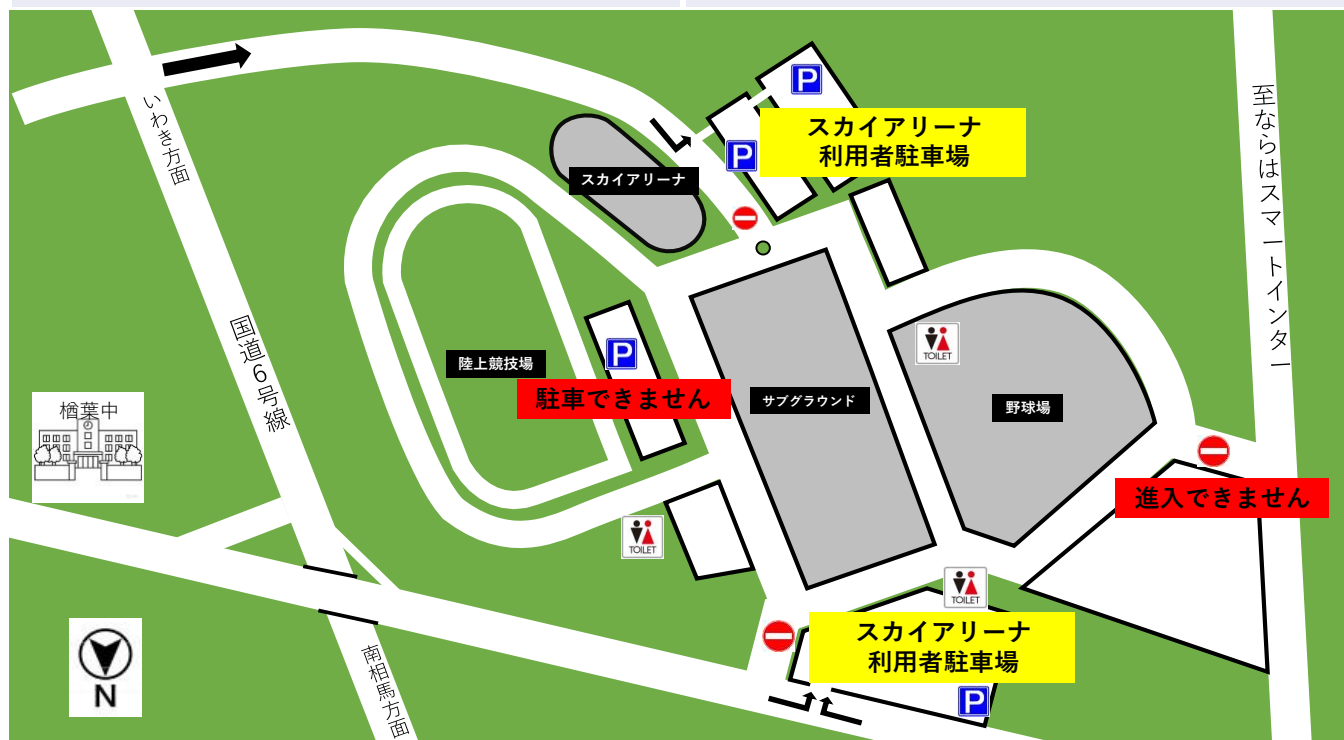 いわき方面
至ならはスマートインター
P
P
スカイアリーナ
利用者駐車場
スカイアリーナ
国道6号線
陸上競技場
P
駐車できません
サブグラウンド
TOILET
野球場
楢葉中
進入できません
TOILET
TOILET
スカイアリーナ
利用者駐車場
P
N
南相馬方面